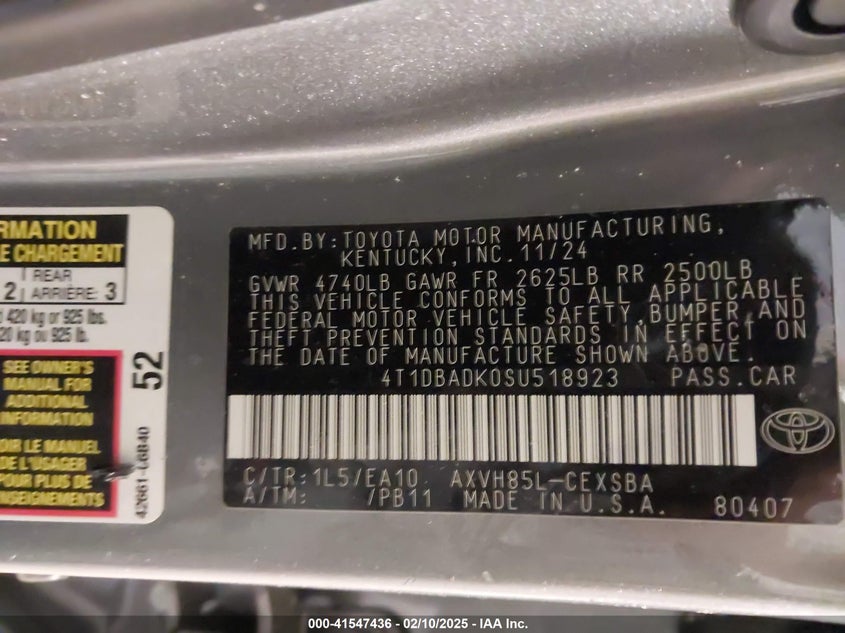 RMATION
E CHARGEMENT
REAR
2 ARRIÈRE: 3
420 kg or 925 lbs.
20 kg ou 925 lb.
SEE OWNER'S
MANUAL FOR
ADDITIONAL
INFORMATION
OIR LE MANUEL
DE L'USAGER
POUR PLUS DE
RENSEIGNEMENTS
52
42661-L6B40
MFD.BY: TOYOTA MOTOR MANUFACTURING,
KENTUCKY, INC. 11/24
GVWR 4740LB GAWR FR 2625LB RR 2500LB
THIS VEHICLE CONFORMS TO ALL APPLICABLE
FEDERAL MOTOR VEHICLE SAFETY, BUMPER, AND
THEFT PREVENTION STANDARDS IN EFFECT ON
THE DATE OF MANUFACTURE SHOWN ABOVE.
4T1DBADK0SU518923 PASS.CAR
C/TR: 1L5/EA10 AXVH85L-CEXSBA
A/TM: /PB11 MADE IN U.S.A. 80407
000-41547436 - 02/10/2025 - IAA Inc.